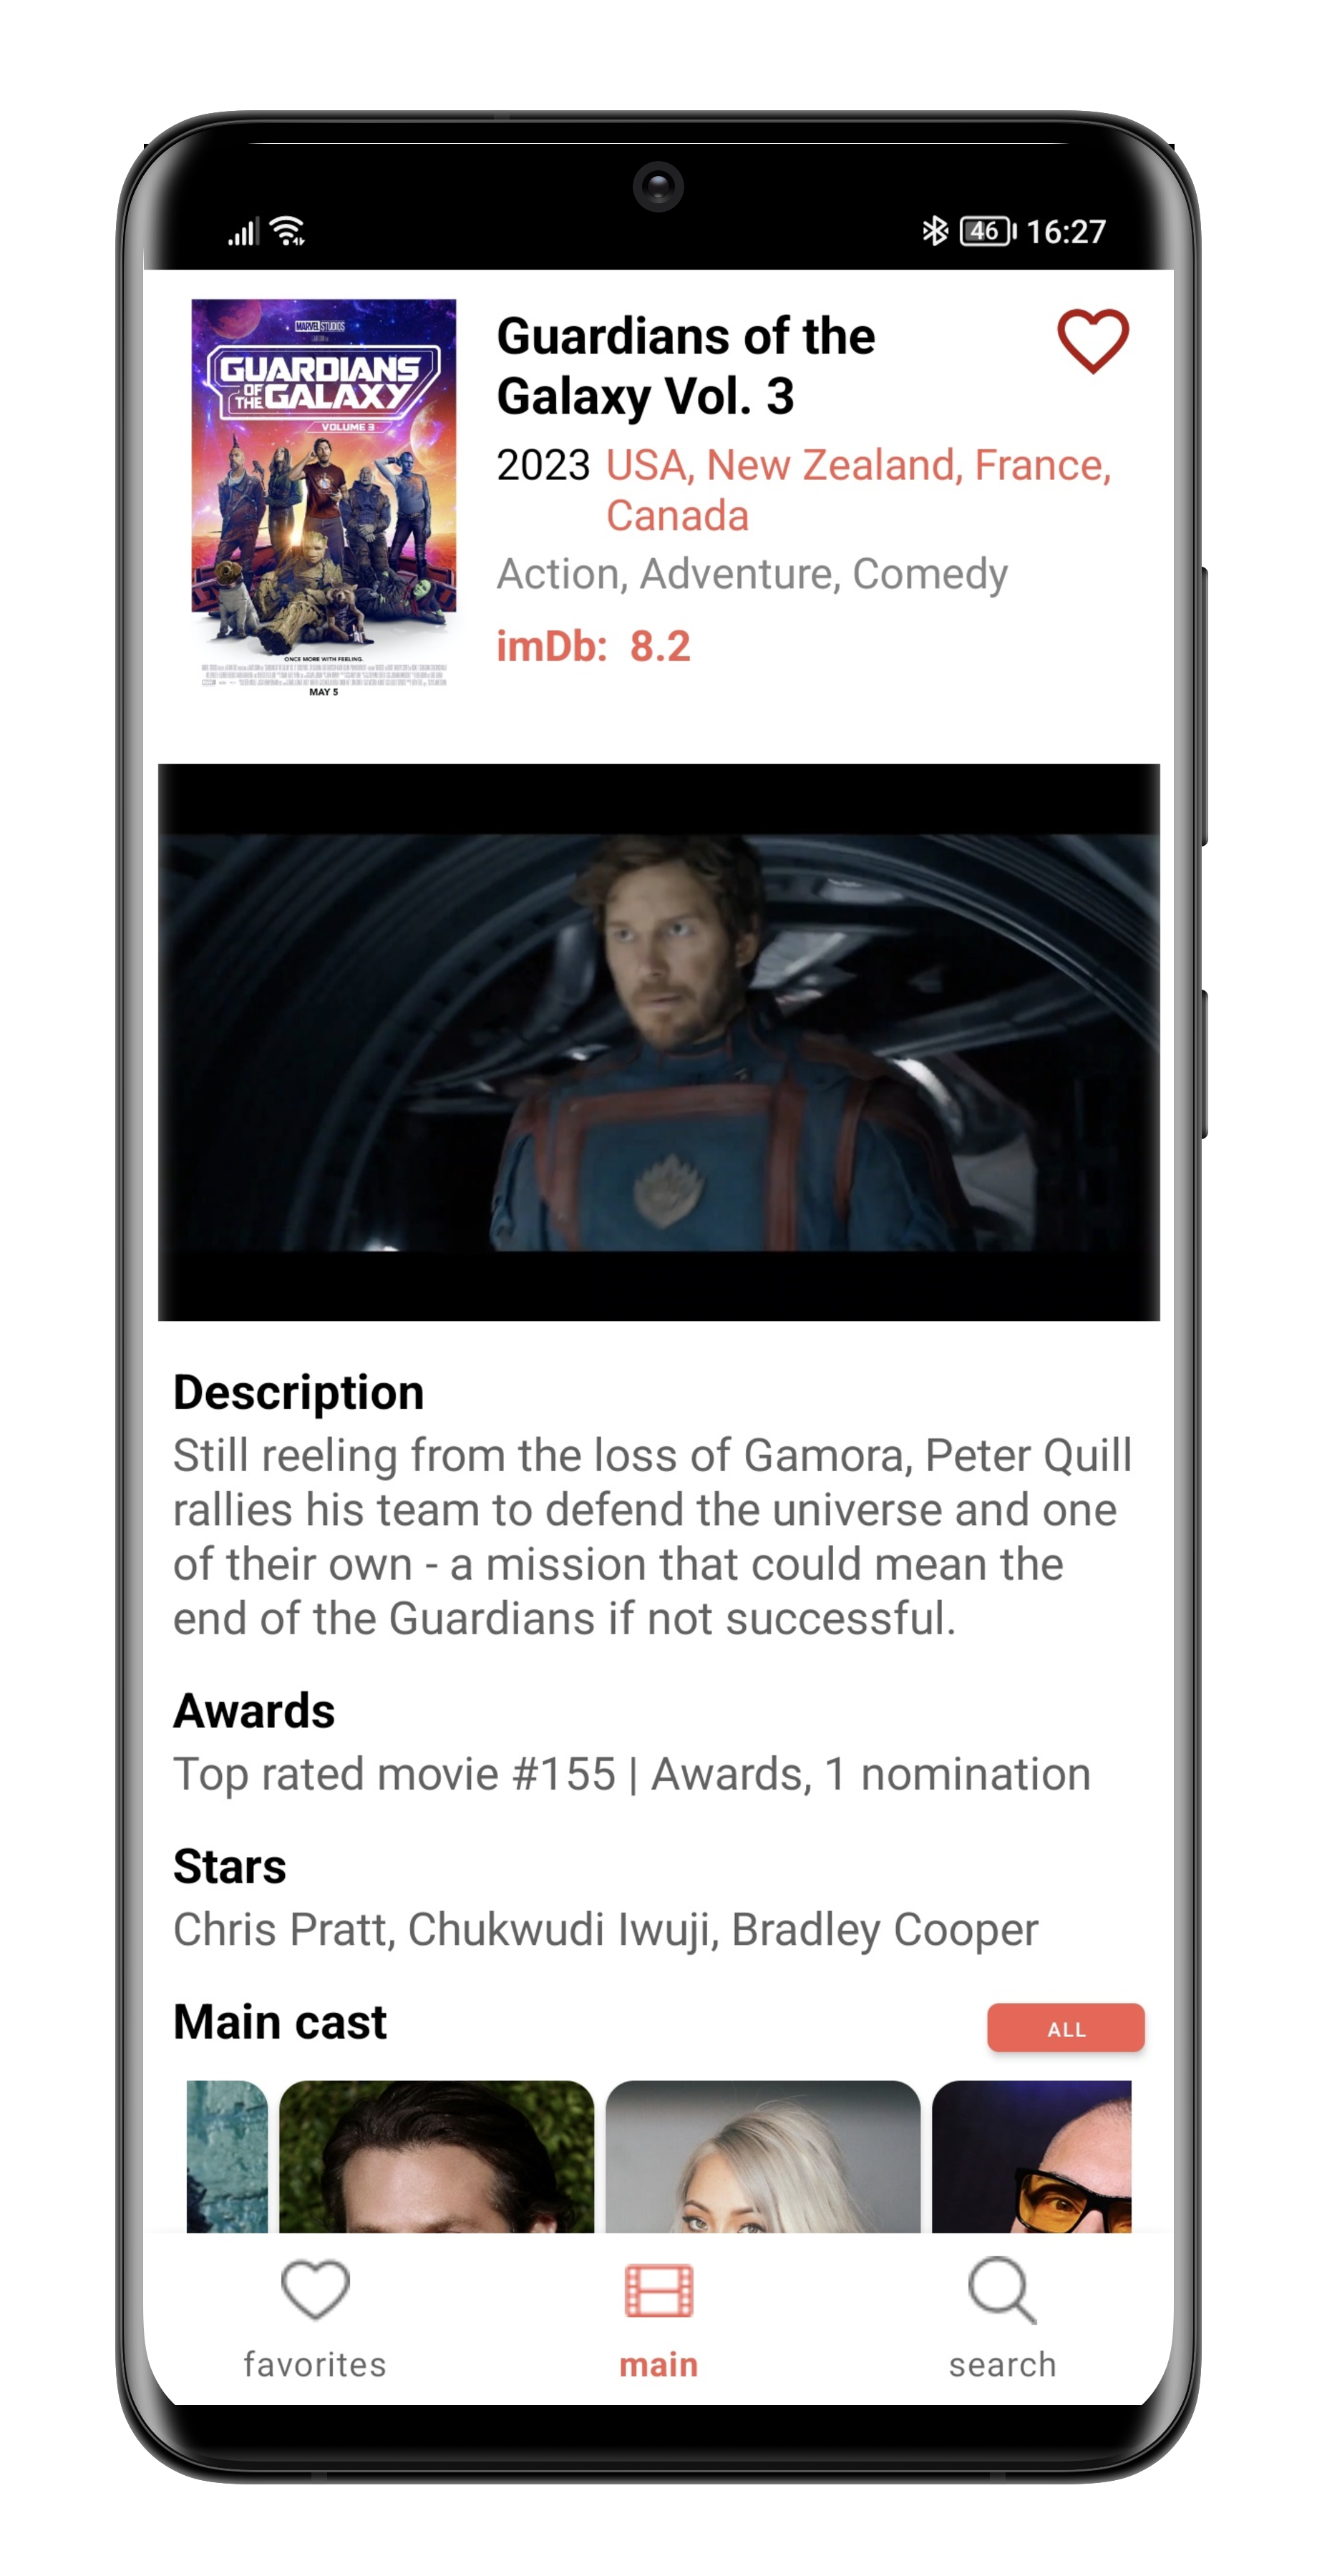 46 16:27
MARVEL STUDIOS
GUARDIANS
OF
THE GALAXY
VOLUME 3
ONCE MORE WITH FEELING.
MAY 5
Guardians of the
Galaxy Vol. 3
2023 USA, New Zealand, France,
Canada
Action, Adventure, Comedy
imDb: 8.2
Description
Still reeling from the loss of Gamora, Peter Quill
rallies his team to defend the universe and one
of their own - a mission that could mean the
end of the Guardians if not successful.
Awards
Top rated movie #155 | Awards, 1 nomination
Stars
Chris Pratt, Chukwudi Iwuji, Bradley Cooper
Main cast
ALL
favorites
main
search